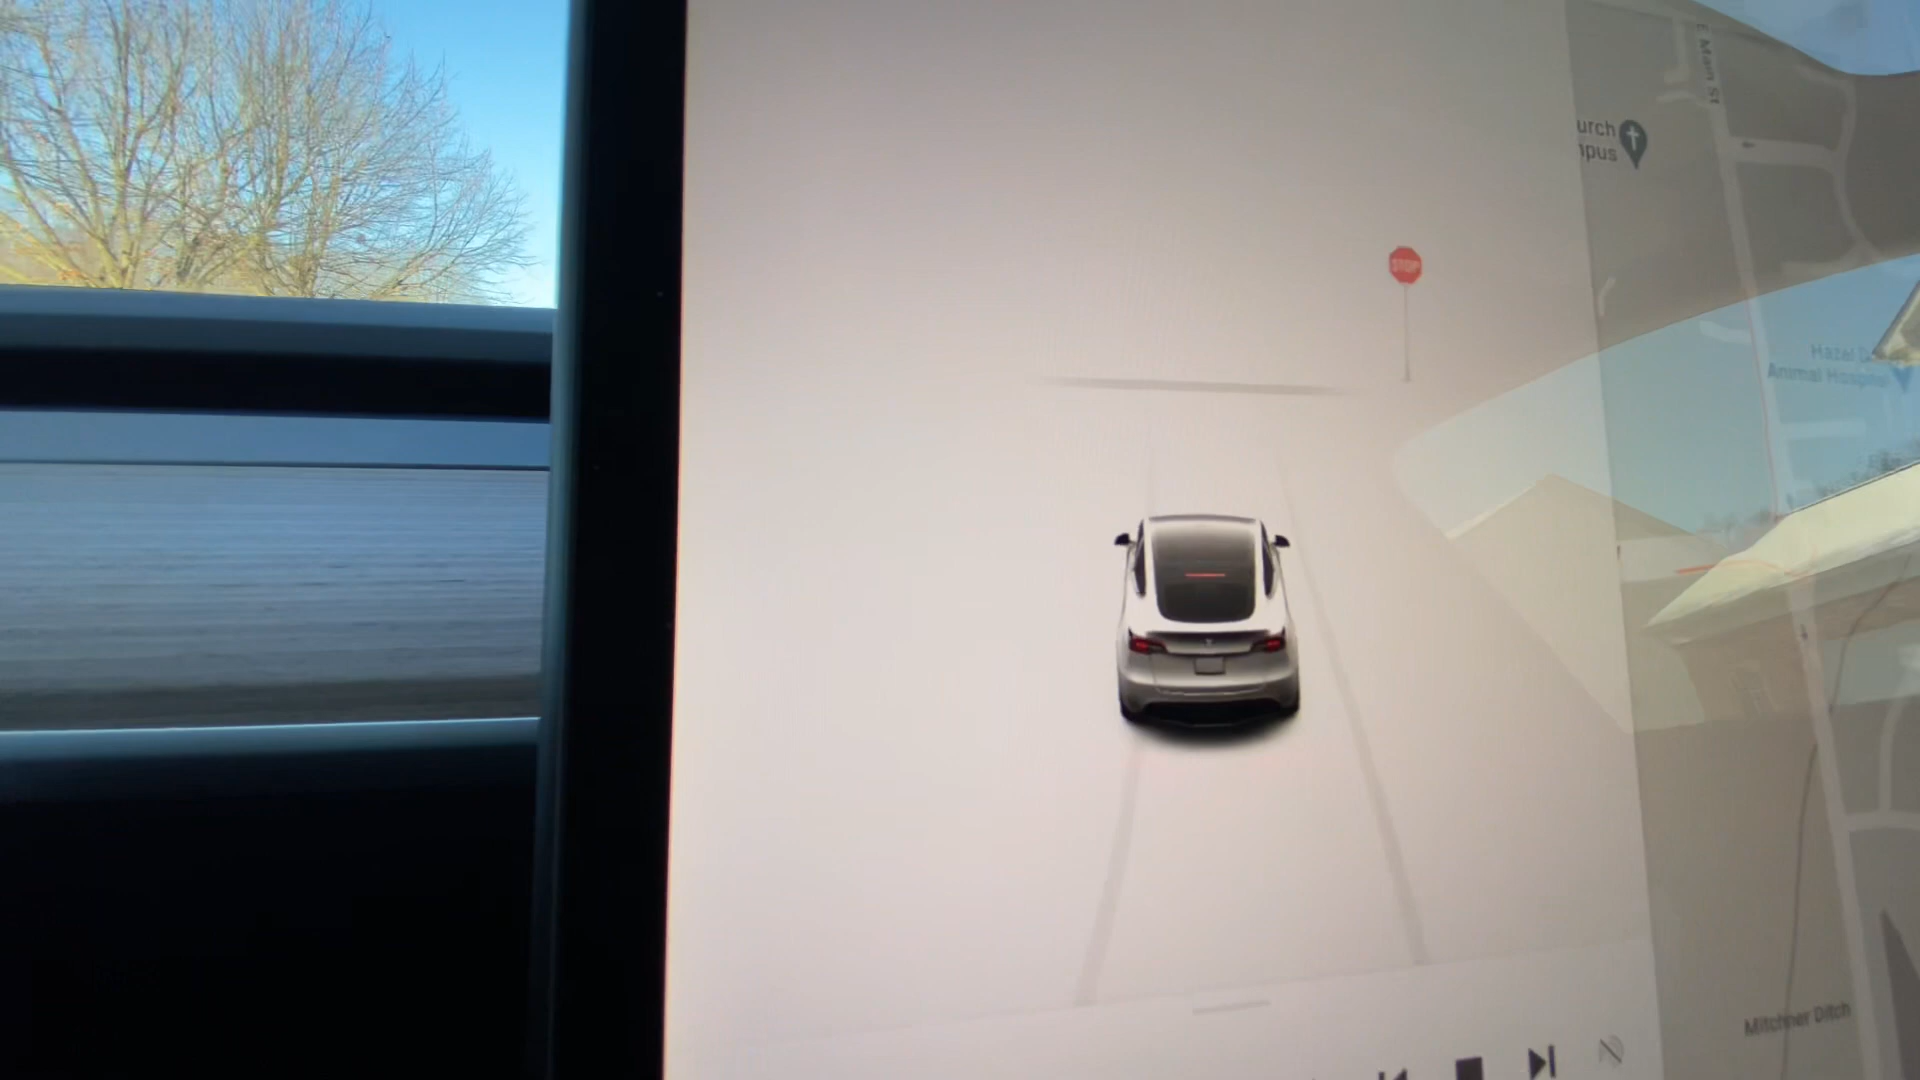 E Main St
urch
npus
STOP
Hazel D
Animal Hospital
Mitchner Ditch